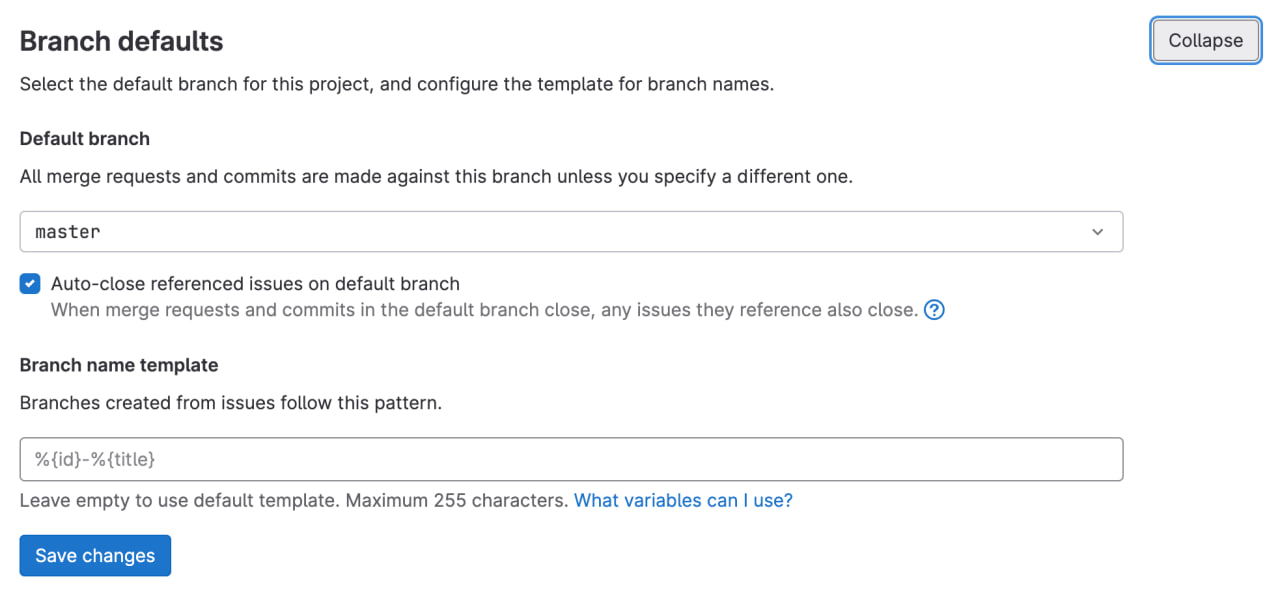 Branch defaults
Collapse
Select the default branch for this project, and configure the template for branch names.
Default branch
All merge requests and commits are made against this branch unless you specify a different one.
master
Auto-close referenced issues on default branch
When merge requests and commits in the default branch close, any issues they reference also close. ?
Branch name template
Branches created from issues follow this pattern.
%{id}-%{title}
Leave empty to use default template. Maximum 255 characters. What variables can I use?
Save changes